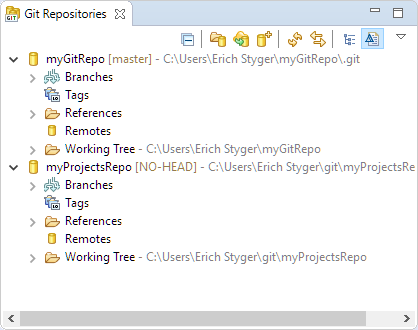 Git Repositories
myGitRepo [master] - C:\Users\Erich Styger\myGitRepo\.git
Branches
Tags
References
Remotes
Working Tree - C:\Users\Erich Styger\myGitRepo
myProjectsRepo [NO-HEAD] - C:\Users\Erich Styger\git\myProjectsRe
Branches
Tags
References
Remotes
Working Tree - C:\Users\Erich Styger\git\myProjectsRepo